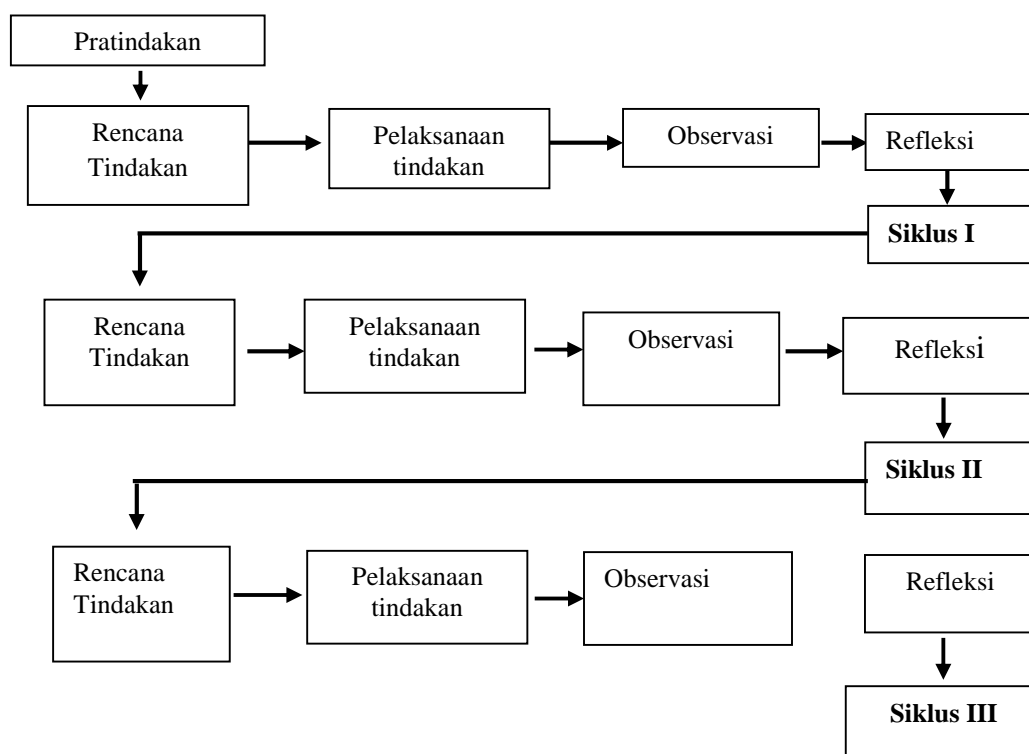 Pratindakan
Rencana
Tindakan
Pelaksanaan
tindakan
Observasi
Refleksi
Siklus I
Rencana
Tindakan
Pelaksanaan
tindakan
Observasi
Refleksi
Siklus II
Rencana
Tindakan
Pelaksanaan
tindakan
Observasi
Refleksi
Siklus III